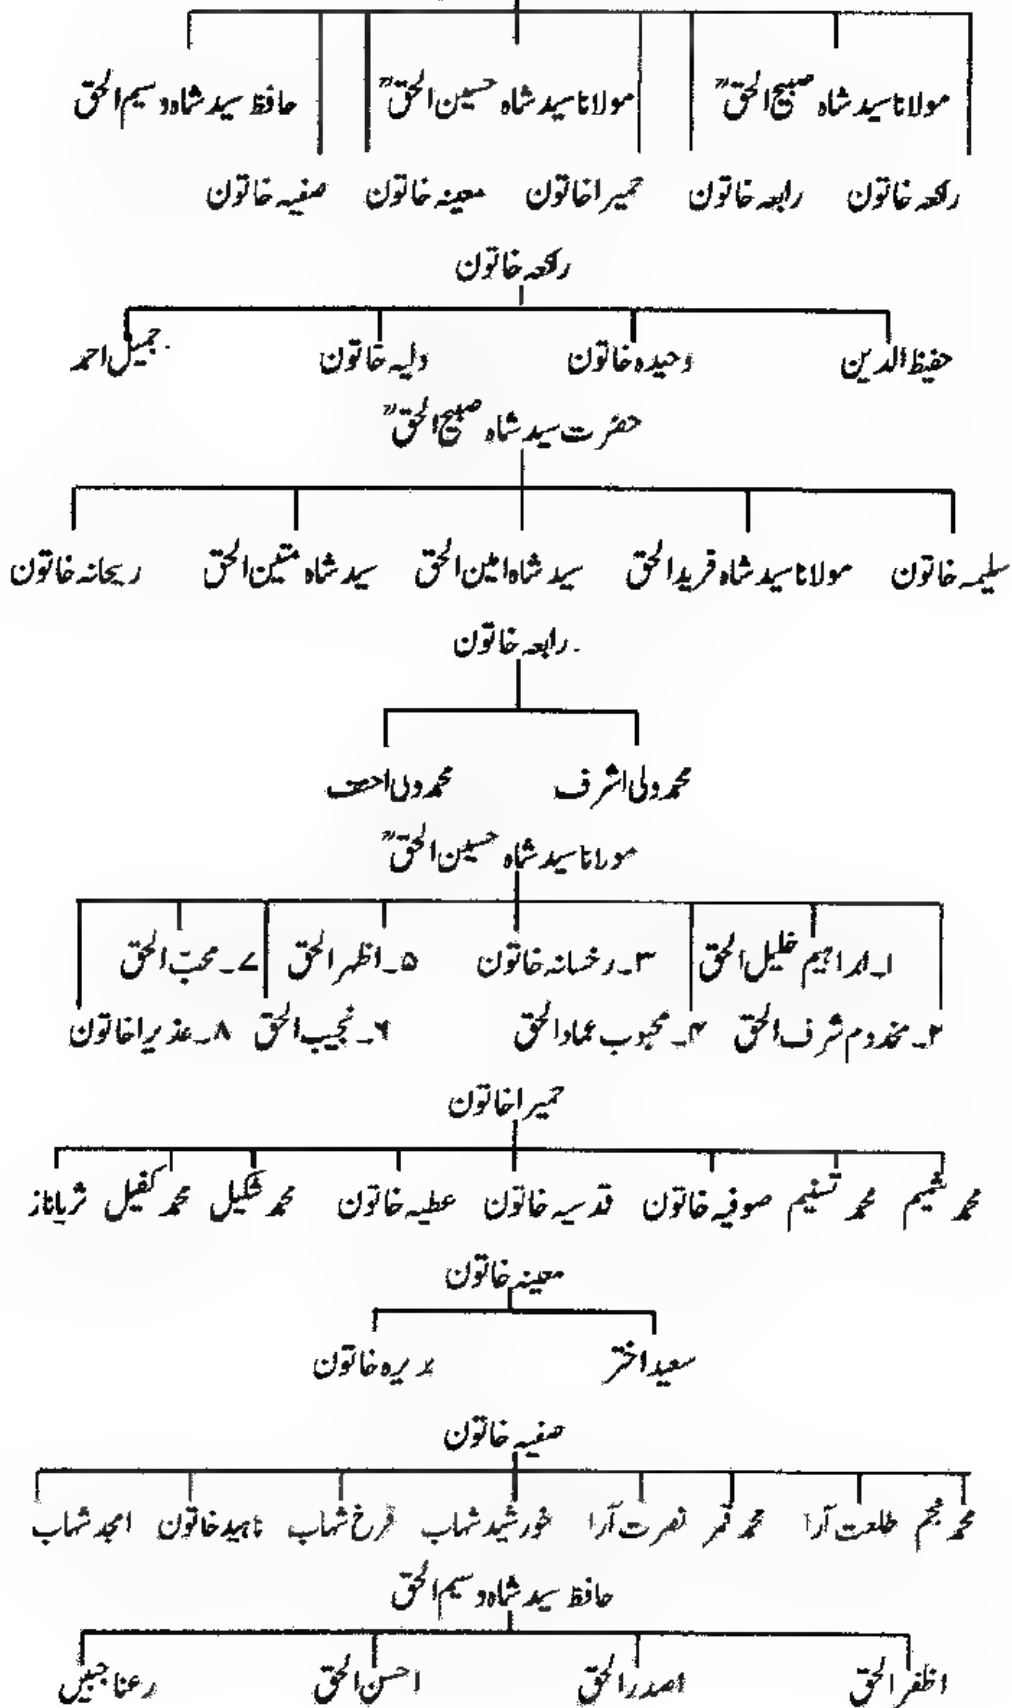 مولانا سید شاہ صبیح الحقؒ مولانا سید شاہ حسین الحقؒ حافظ سید شاہ وسیم الحق
رفعہ خاتون رابعہ خاتون حمیرا خاتون معینہ خاتون صفیہ خاتون
رفعہ خاتون
حفیظ الدین وحیدہ خاتون ولیہ خاتون جمیل احمد
حضرت سید شاہ صبیح الحقؒ
سلیمہ خاتون مولانا سید شاہ فرید الحق سید شاہ امین الحق سید شاہ متین الحق ریحانہ خاتون
رابعہ خاتون
محمد ولی اشرف محمد ولی
مولانا سید شاہ حسین الحقؒ
۱۔ ابراہیم خلیل الحق ۳۔ رخسانہ خاتون ۵۔ اظہر الحق ۷۔ محبّ الحق
۲۔ مخدوم شرف الحق ۴۔ محبوب عماد الحق ۶۔ نجیب الحق ۸۔ عذیرا خاتون
حمیرا خاتون
محمد شمیم محمد تسنیم صوفیہ خاتون قدسیہ خاتون عطیہ خاتون محمد شکیل محمد کفیل ثریا ناز
معینہ خاتون
سعید اختر خاتون
صفیہ خاتون
محمد نجم طلعت آرا محمد قمر نصرت آرا خورشید شہاب فرخ شہاب ناہید خاتون امجد شہاب
حافظ سید شاہ وسیم الحق
اظفر الحق اصدر الحق احسن الحق رعنا جبیں